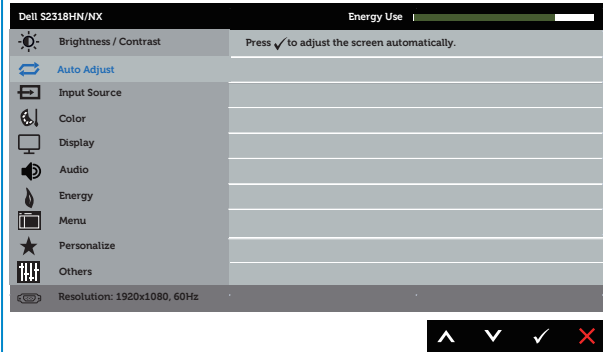 Dell S2318HN/NX Energy Use
Brightness / Contrast Press ✓ to adjust the screen automatically.
Auto Adjust
Input Source
Color
Display
Audio
Energy
Menu
Personalize
Others
Resolution: 1920x1080, 60Hz